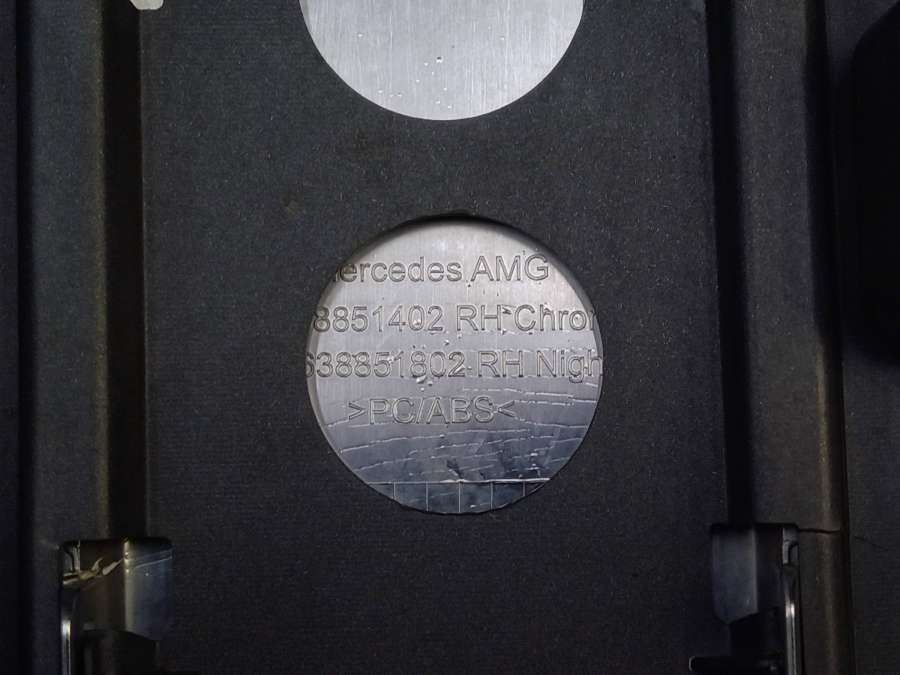 ercedes AMG
8851402 RH Chro
638851802 RH Nigh
>PC/ABS<